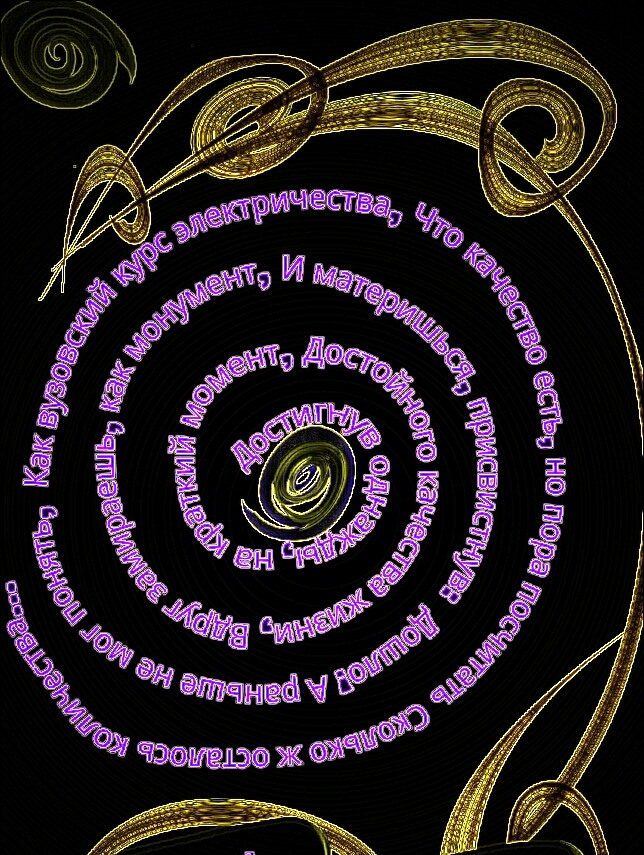 Достигнув однажды, на краткий момент,
Достойного качества жизни,
Вдруг замираешь, как монумент,
И материшься, присвистнув:
Дошло! А раньше не мог понять,
Как вузовский курс электричества,
Что качество есть, но пора посчитать
Сколько ж осталось количества...